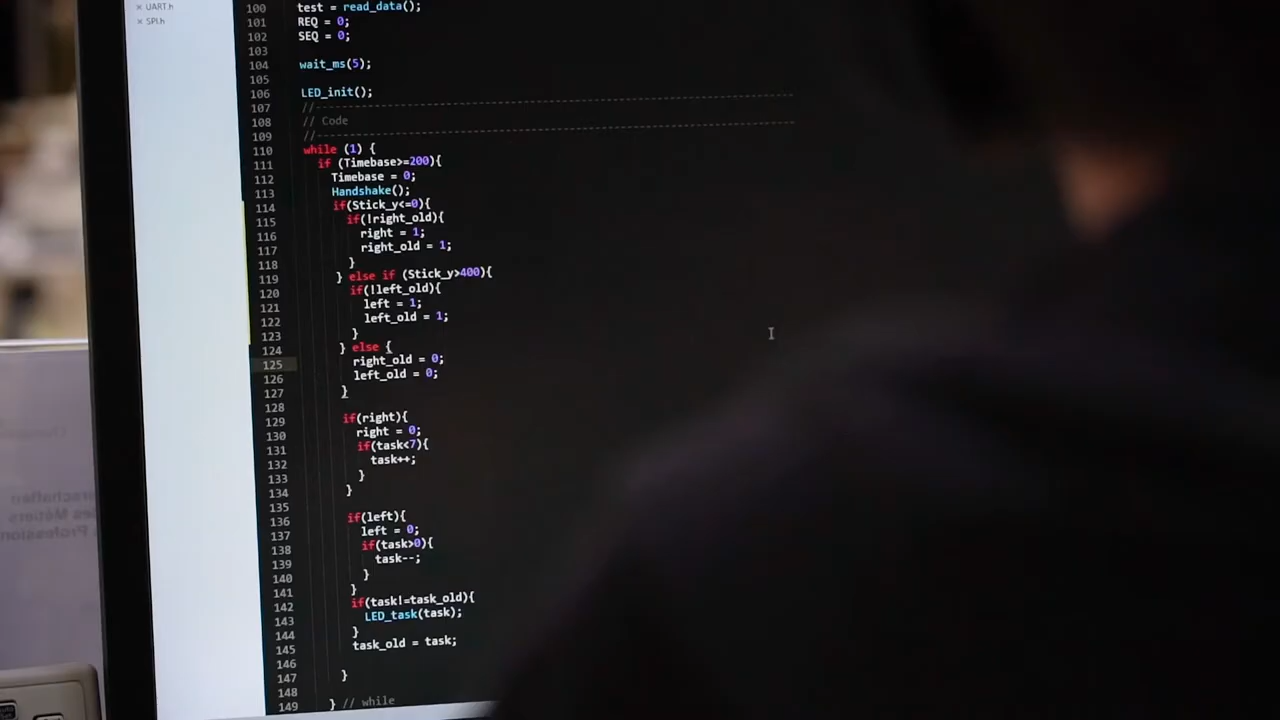 × UART.h
× SPI.h
100 test = read_data();
101 REQ = 0;
102 SEQ = 0;
103
104 wait_ms(5);
105
106 LED_init();
107 //--------------------------------------------------------------------
108 // Code
109 //--------------------------------------------------------------------
110 while (1) {
111 if (Timebase>=200){
112 Timebase = 0;
113 Handshake();
114 if(Stick_y<=0){
115 if(!right_old){
116 right = 1;
117 right_old = 1;
118 }
119 } else if (Stick_y>400){
120 if(!left_old){
121 left = 1;
122 left_old = 1;
123 }
124 } else {
125 right_old = 0;
126 left_old = 0;
127 }
128
129 if(right){
130 right = 0;
131 if(task<7){
132 task++;
133 }
134 }
135
136 if(left){
137 left = 0;
138 if(task>0){
139 task--;
140 }
141 }
142 if(task!=task_old){
143 LED_task(task);
144 }
145 task_old = task;
146
147 }
148
149 } // while